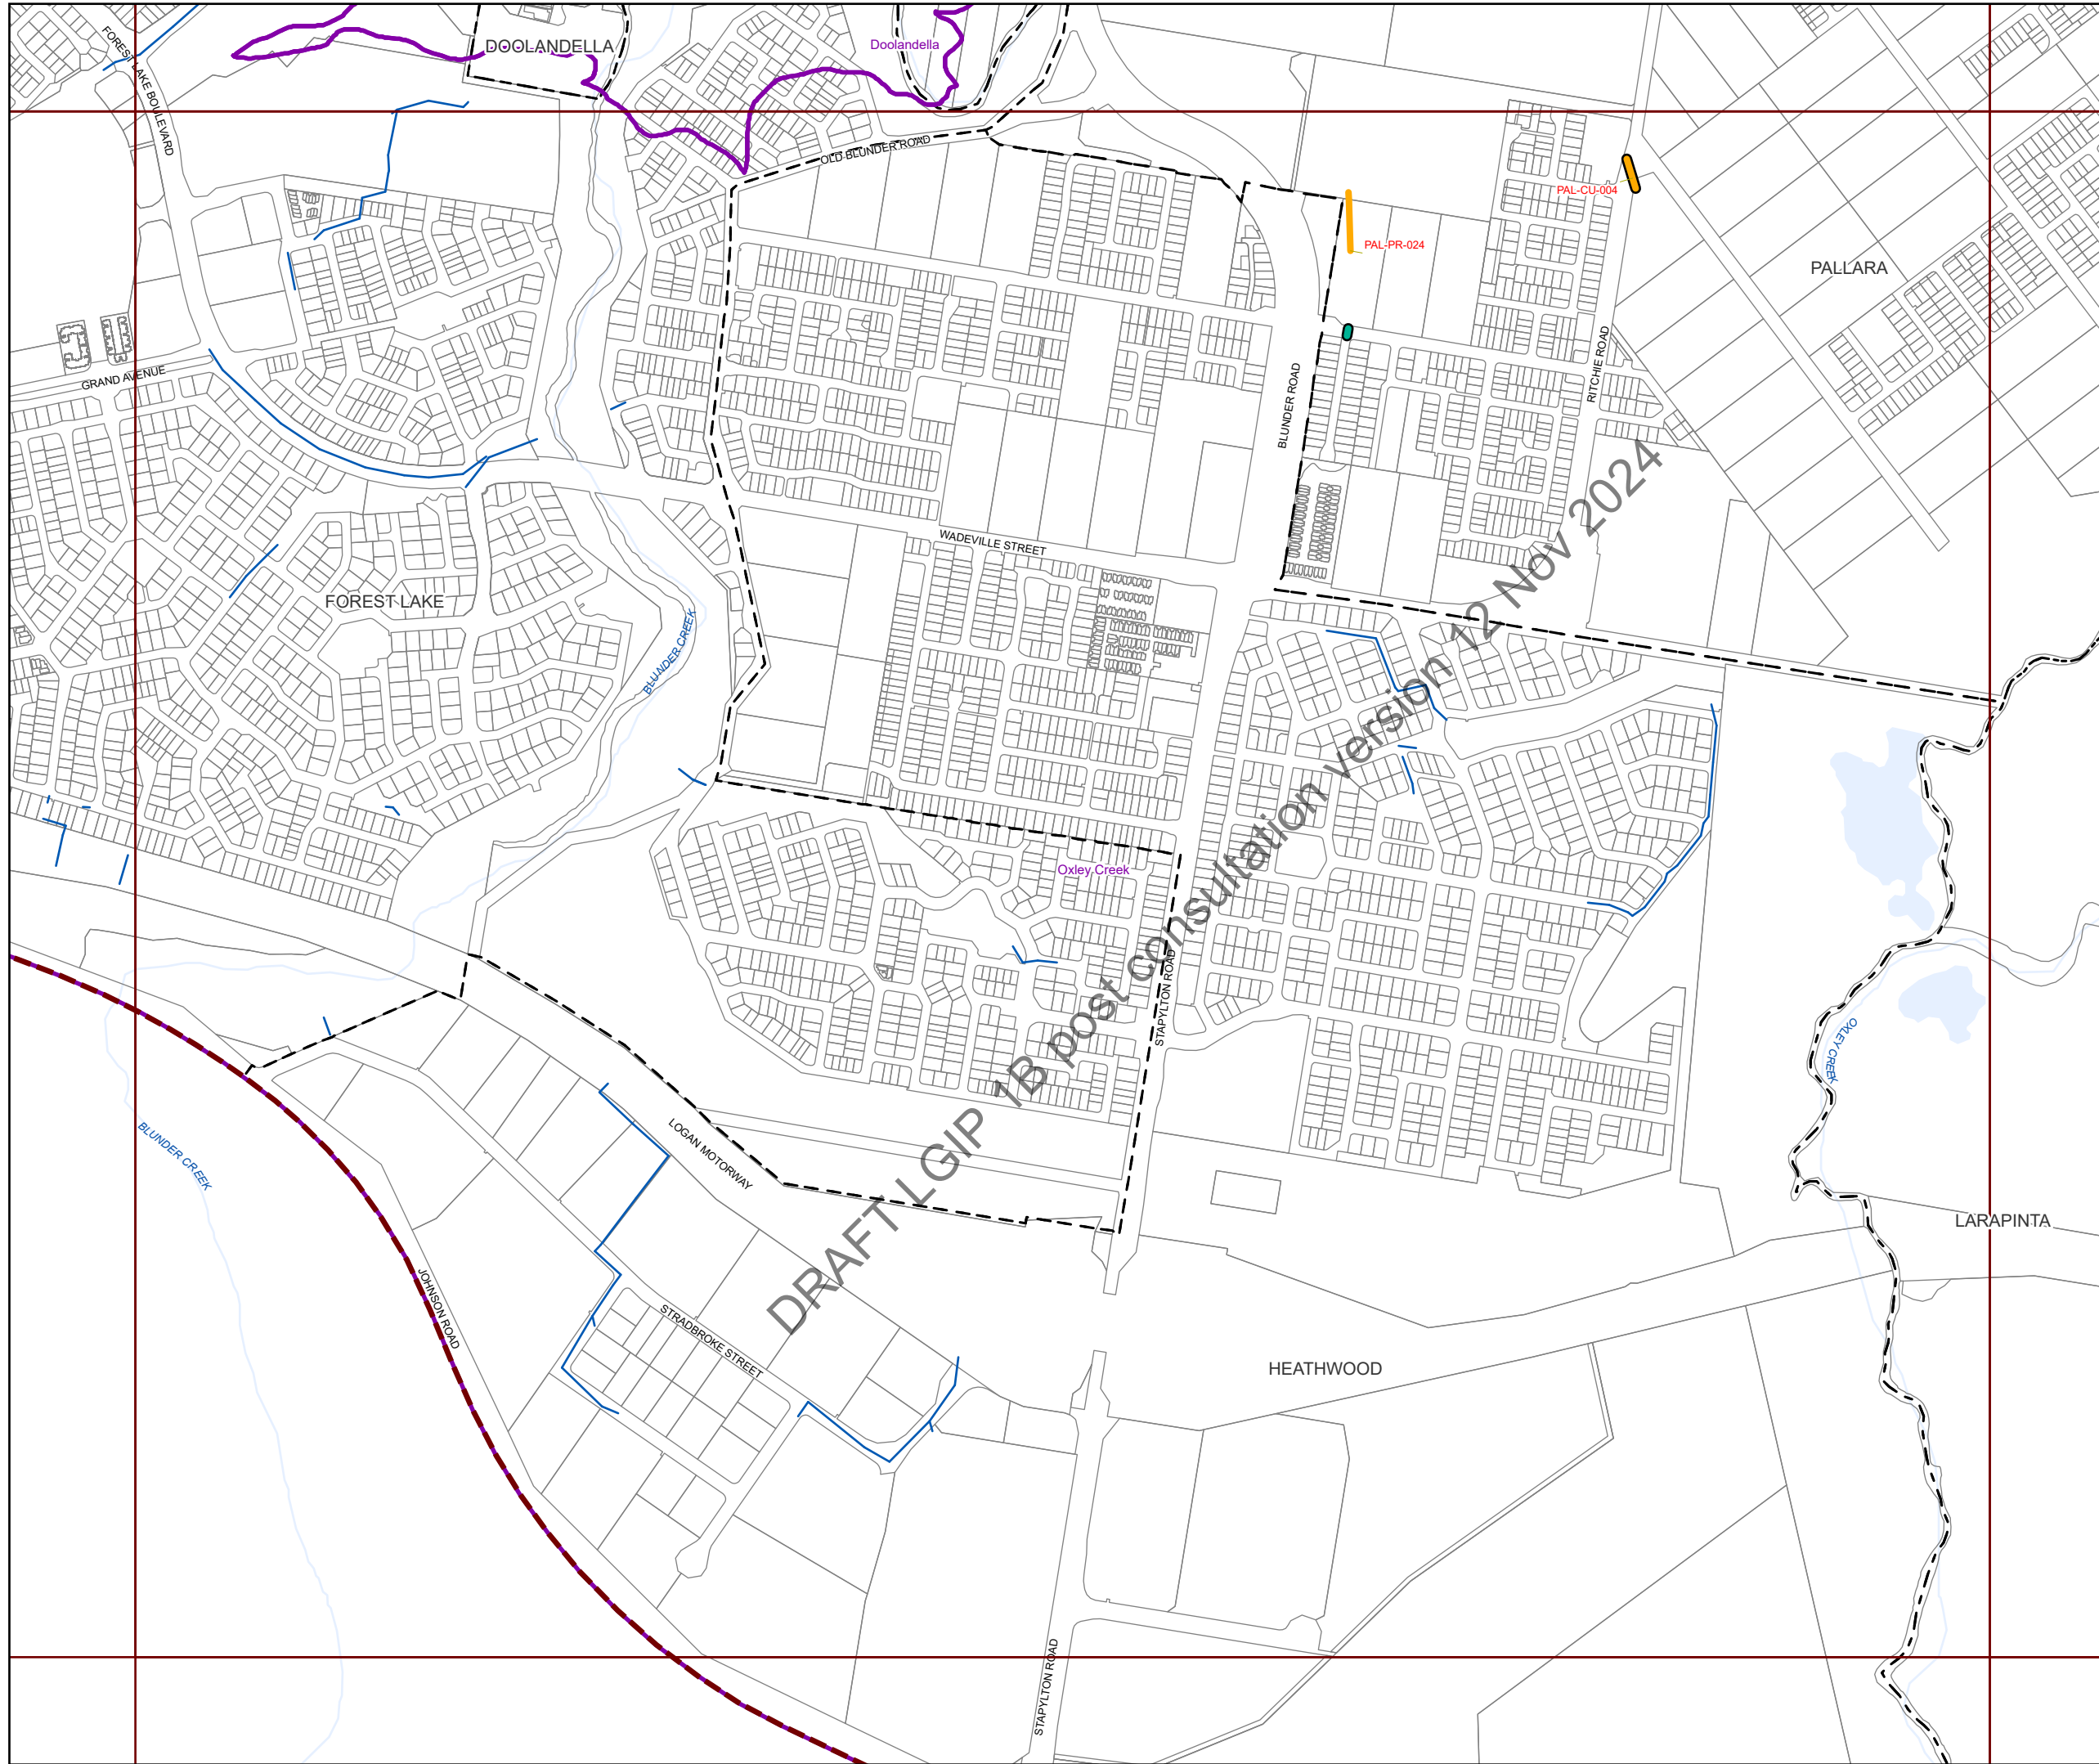 FOREST LAKE BOULEVARD
DOOLANDELLA
Doolandella
OLD BLUNDER ROAD
PAL-CU-004
PAL-PR-024
PALLARA
GRAND AVENUE
BLUNDER ROAD
RITCHIE ROAD
WADEVILLE STREET
FOREST LAKE
BLUNDER CREEK
Oxley Creek
STAPYLTON ROAD
OXLEY CREEK
BLUNDER CREEK
LOGAN MOTORWAY
DRAFT LGIP 1B post consultation version 12 Nov 2024
LARAPINTA
JOHNSON ROAD
STRADBROKE STREET
HEATHWOOD
STAPYLTON ROAD